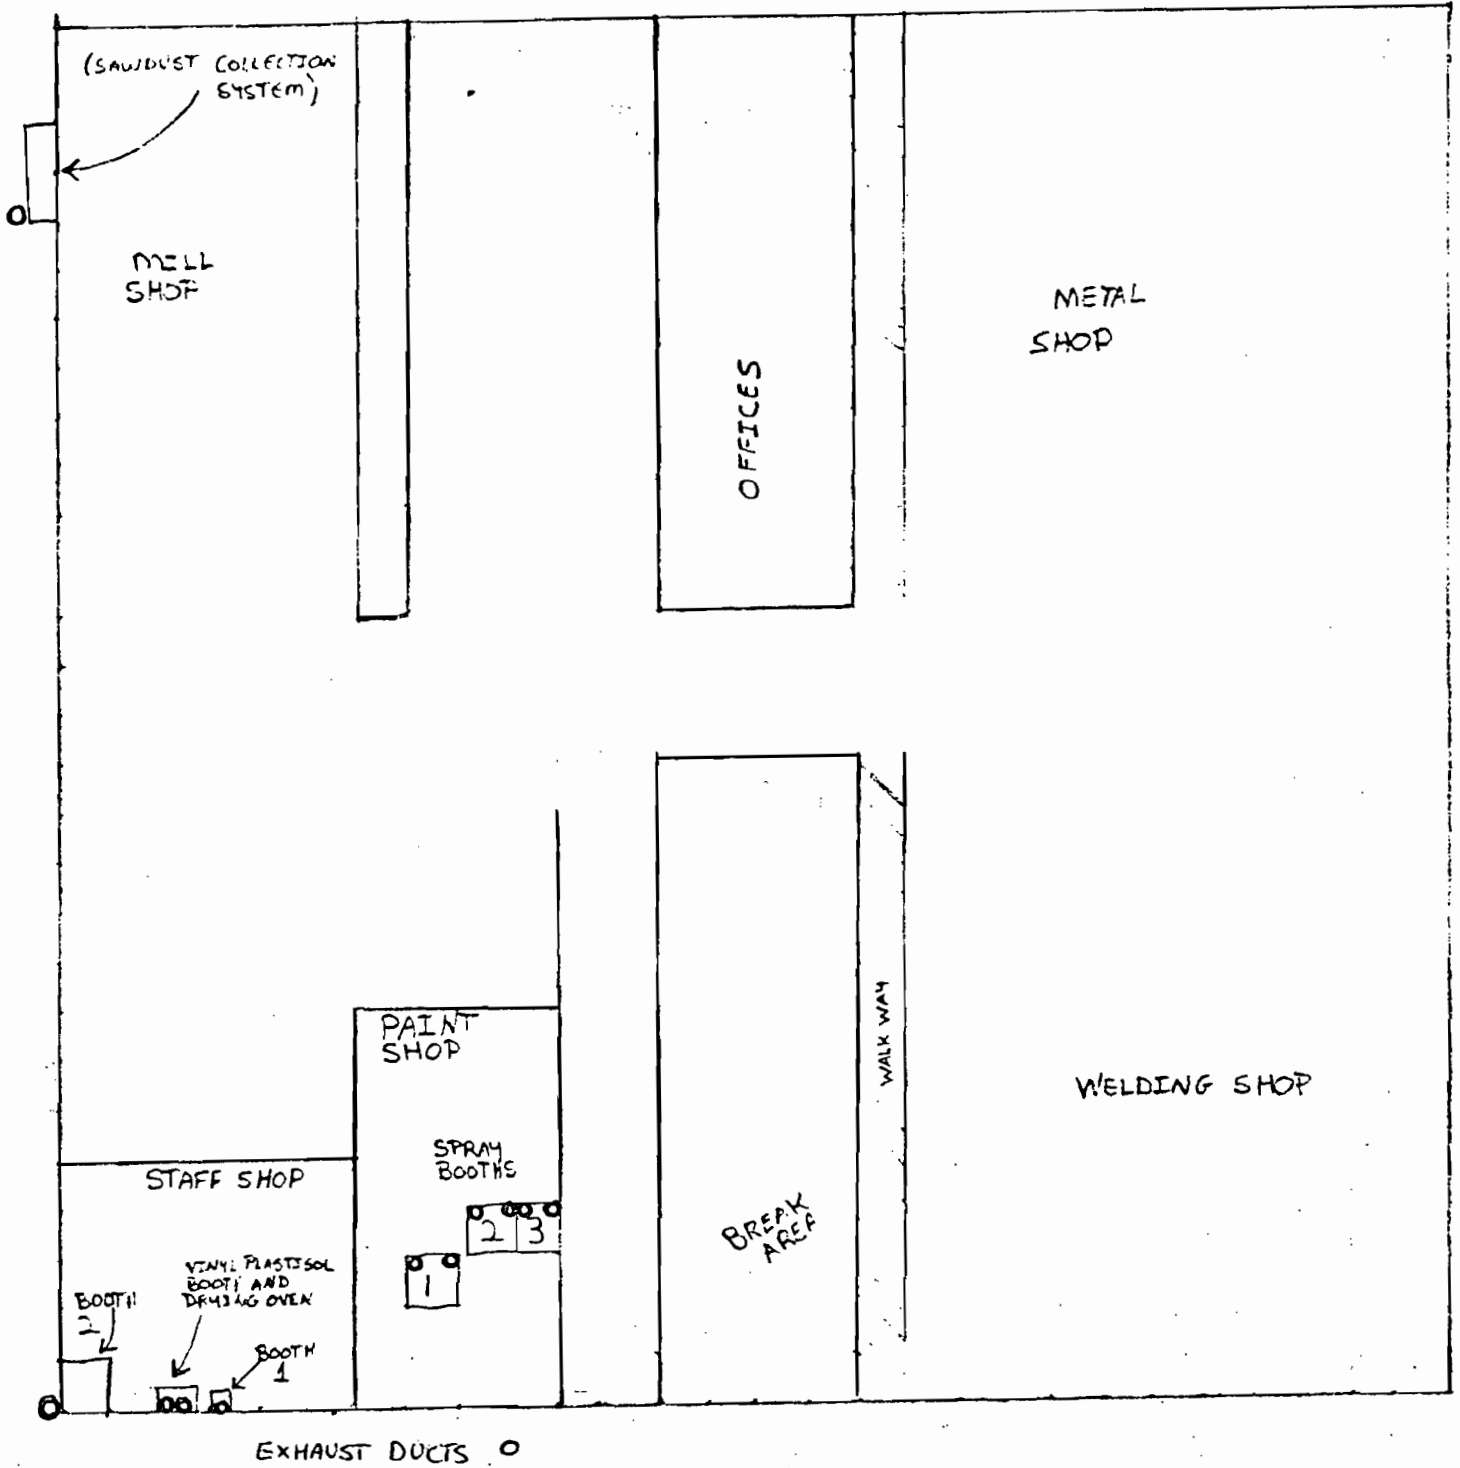 (SAWDUST COLLECTION
SYSTEM)
MILL
SHOP
METAL
SHOP
OFFICES
PAINT
SHOP
WALK WAY
WELDING SHOP
SPRAY
BOOTHS
STAFF SHOP
2 3
BREAK
AREA
1
VINYL PLASTISOL
BOOTH AND
DRYING OVEN
BOOTH
2
BOOTH
1
EXHAUST DUCTS O